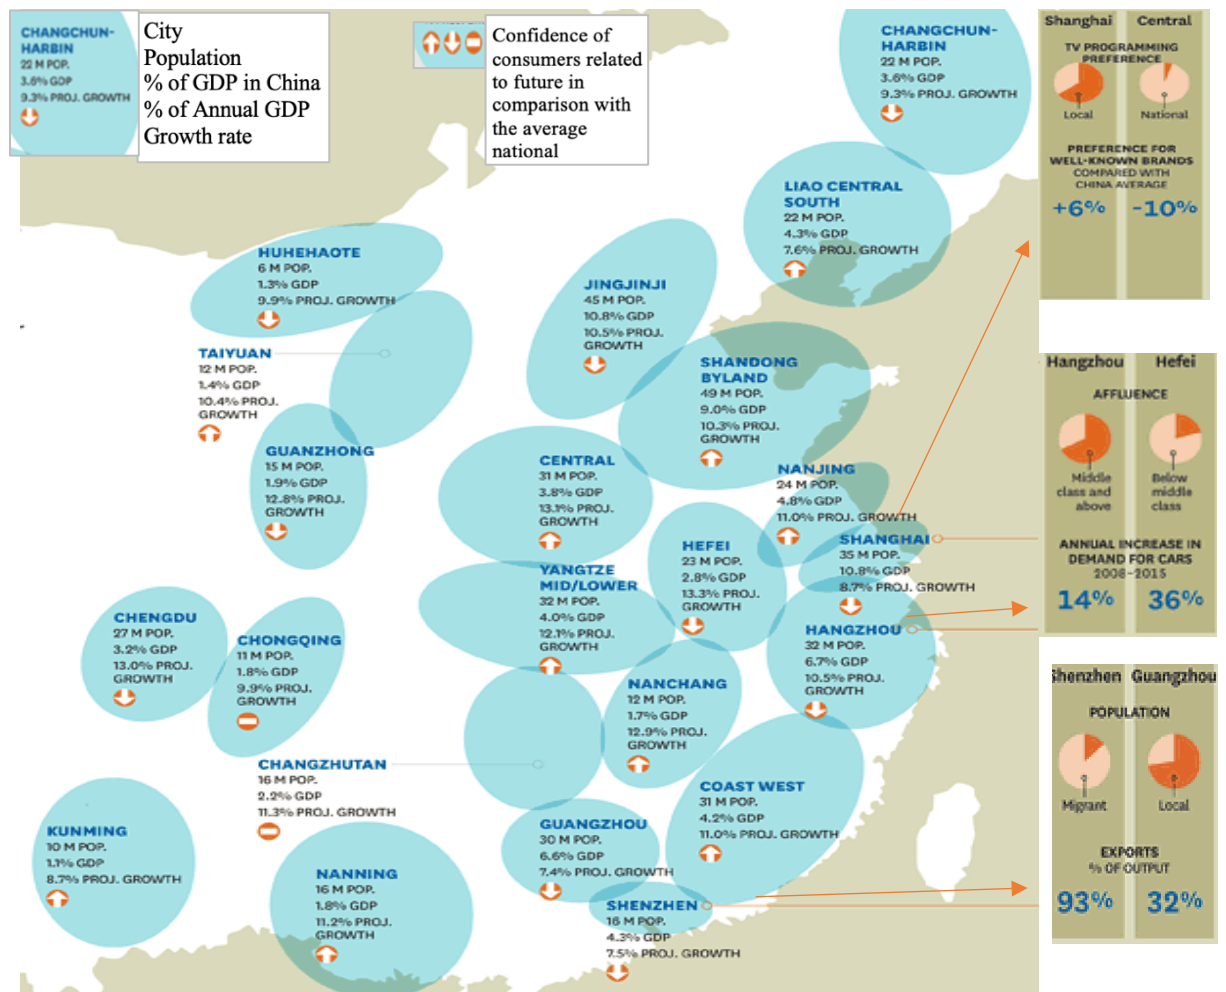 CHANGCHUN-
HARBIN
22 M POP.
3.6% GDP
9.3% PROJ. GROWTH
City
Population
% of GDP in China
% of Annual GDP
Growth rate
Confidence of
consumers related
to future in
comparison with
the average
national
CHANGCHUN-
HARBIN
22 M POP.
3.6% GDP
9.3% PROJ. GROWTH
LIAO CENTRAL
SOUTH
22 M POP.
4.3% GDP
7.6% PROJ. GROWTH
HUHEHAOTE
6 M POP.
1.3% GDP
9.9% PROJ. GROWTH
JINGJINJI
45 M POP.
10.8% GDP
10.5% PROJ.
GROWTH
TAIYUAN
12 M POP.
1.4% GDP
10.4% PROJ.
GROWTH
SHANDONG
BYLAND
49 M POP.
9.0% GDP
10.3% PROJ.
GROWTH
GUANZHONG
15 M POP.
1.9% GDP
12.8% PROJ.
GROWTH
CENTRAL
31 M POP.
3.8% GDP
13.1% PROJ.
GROWTH
NANJING
24 M POP.
4.8% GDP
11.0% PROJ. GROWTH
SHANGHAI
35 M POP.
10.8% GDP
8.7% PROJ. GROWTH
HEFEI
23 M POP.
2.8% GDP
13.3% PROJ.
GROWTH
YANGTZE
MID/LOWER
32 M POP.
4.0% GDP
12.1% PROJ.
GROWTH
CHENGDU
27 M POP.
3.2% GDP
13.0% PROJ.
GROWTH
CHONGQING
11 M POP.
1.8% GDP
9.9% PROJ.
GROWTH
HANGZHOU
32 M POP.
6.7% GDP
10.5% PROJ.
GROWTH
NANCHANG
12 M POP.
1.7% GDP
12.9% PROJ.
GROWTH
CHANGZHUTAN
16 M POP.
2.2% GDP
11.3% PROJ. GROWTH
COAST WEST
31 M POP.
4.2% GDP
11.0% PROJ. GROWTH
KUNMING
10 M POP.
1.1% GDP
8.7% PROJ. GROWTH
GUANGZHOU
30 M POP.
6.6% GDP
7.4% PROJ. GROWTH
NANNING
16 M POP.
1.8% GDP
11.2% PROJ.
GROWTH
SHENZHEN
16 M POP.
4.3% GDP
7.5% PROJ. GROWTH
Shanghai Central
TV PROGRAMMING
PREFERENCE
Local National
PREFERENCE FOR
WELL-KNOWN BRANDS
COMPARED WITH
CHINA AVERAGE
+6% -10%
Hangzhou Hefei
AFFLUENCE
Middle
class and
above
Below
middle
class
ANNUAL INCREASE IN
DEMAND FOR CARS
2008–2015
14% 36%
Shenzhen Guangzhou
POPULATION
Migrant Local
EXPORTS
% OF OUTPUT
93% 32%